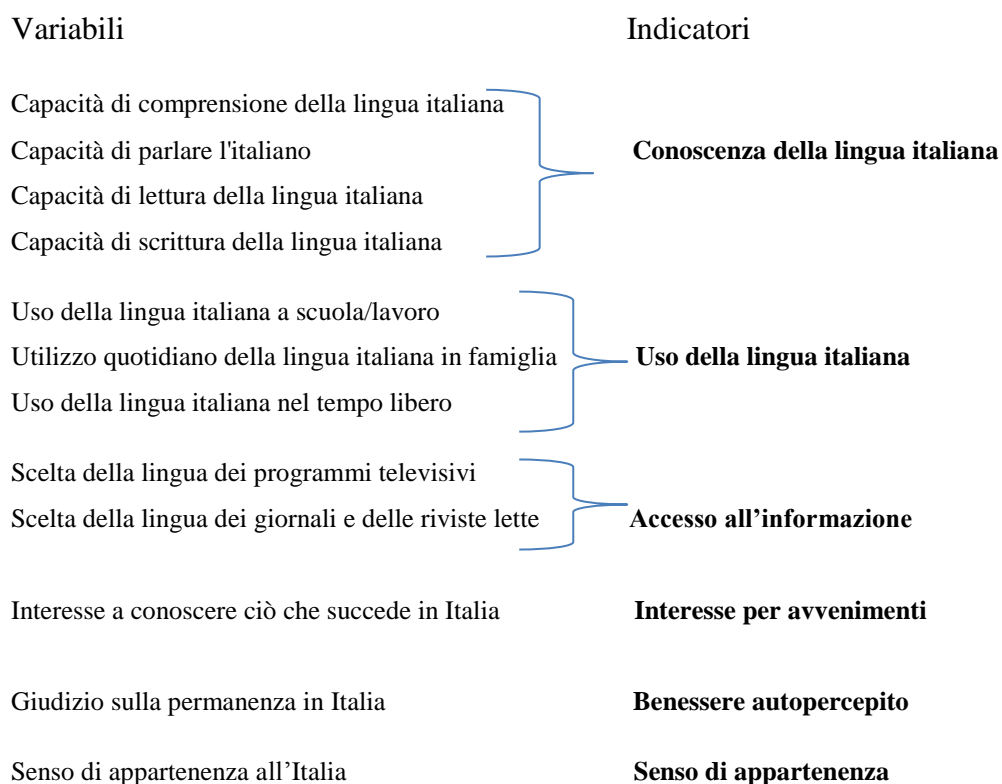 Variabili Indicatori
Capacità di comprensione della lingua italiana
Capacità di parlare l'italiano Conoscenza della lingua italiana
Capacità di lettura della lingua italiana
Capacità di scrittura della lingua italiana
Uso della lingua italiana a scuola/lavoro
Utilizzo quotidiano della lingua italiana in famiglia Uso della lingua italiana
Uso della lingua italiana nel tempo libero
Scelta della lingua dei programmi televisivi
Scelta della lingua dei giornali e delle riviste lette Accesso all’informazione
Interesse a conoscere ciò che succede in Italia Interesse per avvenimenti
Giudizio sulla permanenza in Italia Benessere autopercepito
Senso di appartenenza all’Italia Senso di appartenenza